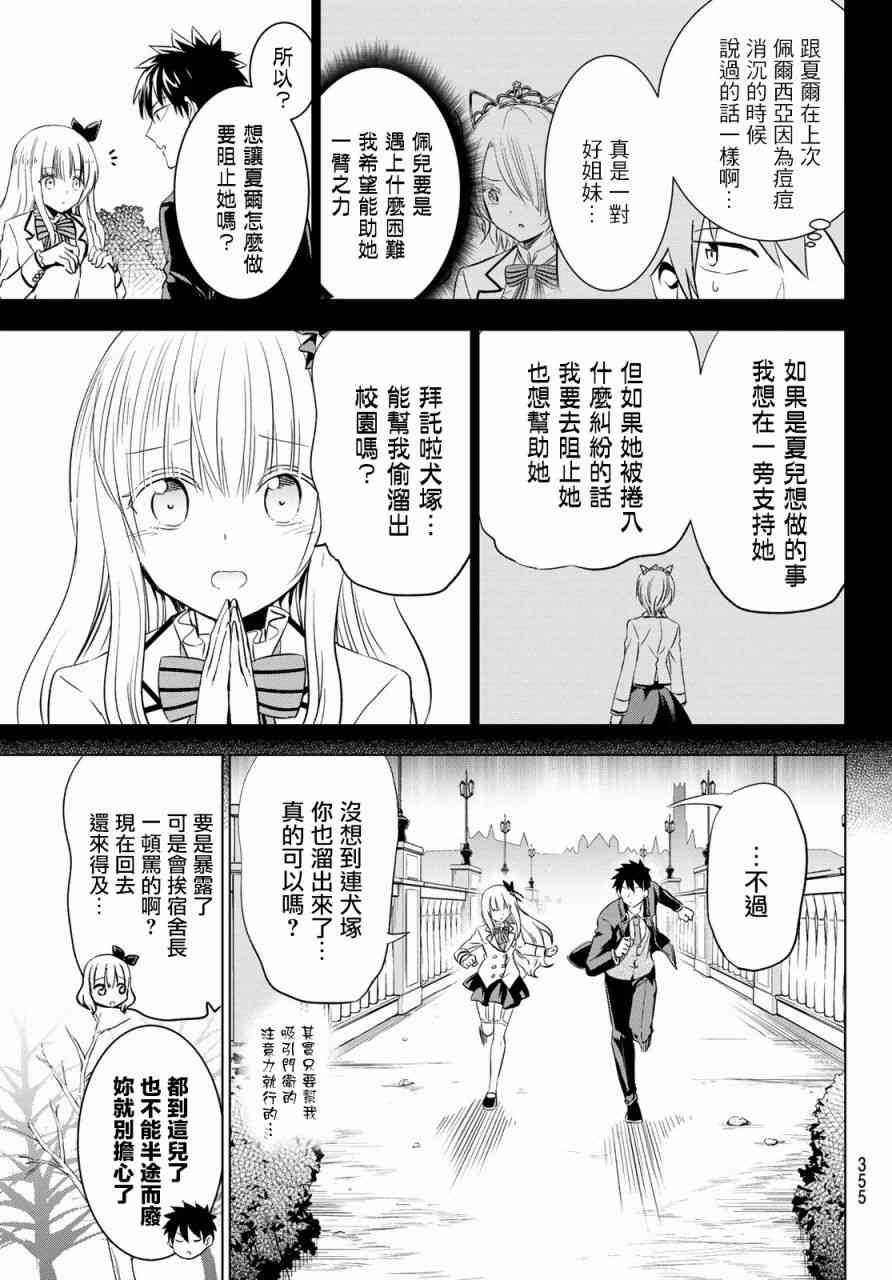 跟夏爾在上次
佩爾西亞因為痘痘
消沉的時候
說過的話一樣啊…
真是一對
好姐妹…
佩兒要是
遇上什麼困難
我希望能助她
一臂之力
所以？
想讓夏爾怎麼做
要阻止她嗎？
如果是夏兒想做的事
我想在一旁支持她
但如果她被捲入
什麼糾紛的話
我要去阻止她
也想幫助她
拜託啦犬塚…
能幫我偷溜出
校園嗎？
…不過
沒想到連犬塚
你也溜出來了…
真的可以嗎？
其實只要幫我
吸引門衛的
注意力就行的…
要是暴露了
可是會挨宿舍長
一頓罵的啊？
現在回去
還來得及…
都到這兒了
也不能半途而廢
妳就別擔心了
355